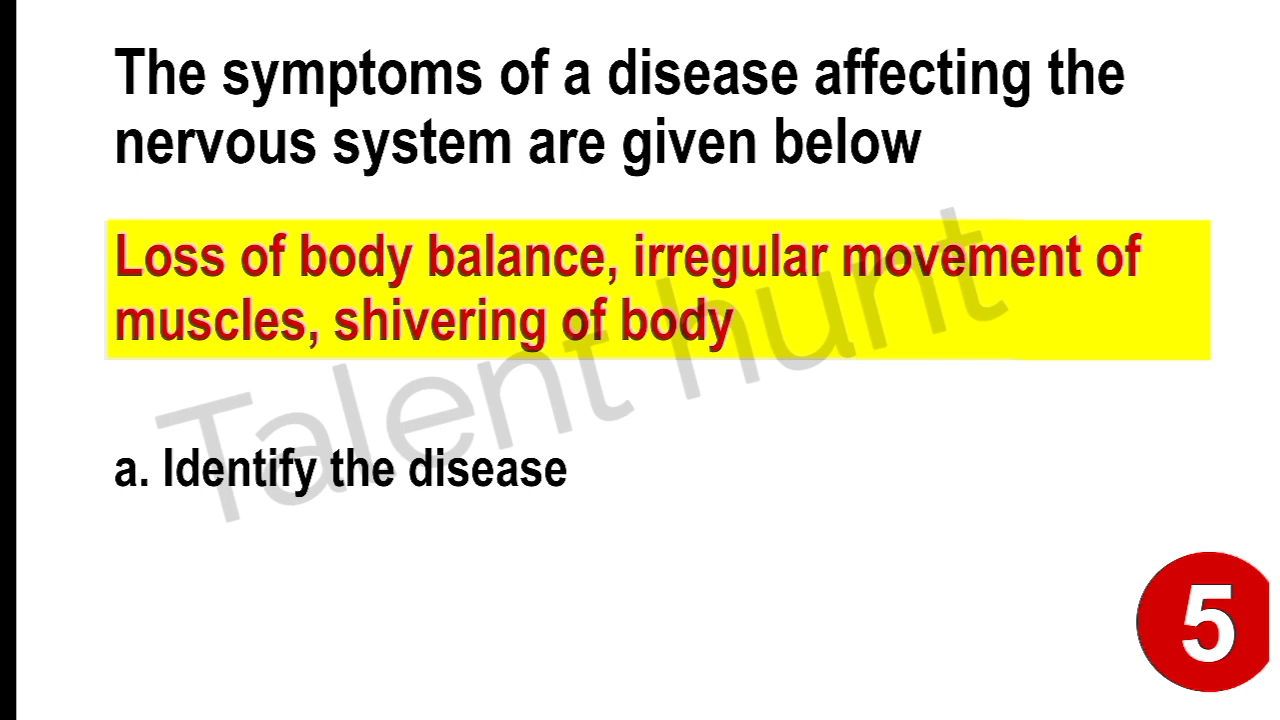 The symptoms of a disease affecting the
nervous system are given below
Loss of body balance, irregular movement of
muscles, shivering of body
Talent hunt
a. Identify the disease
5